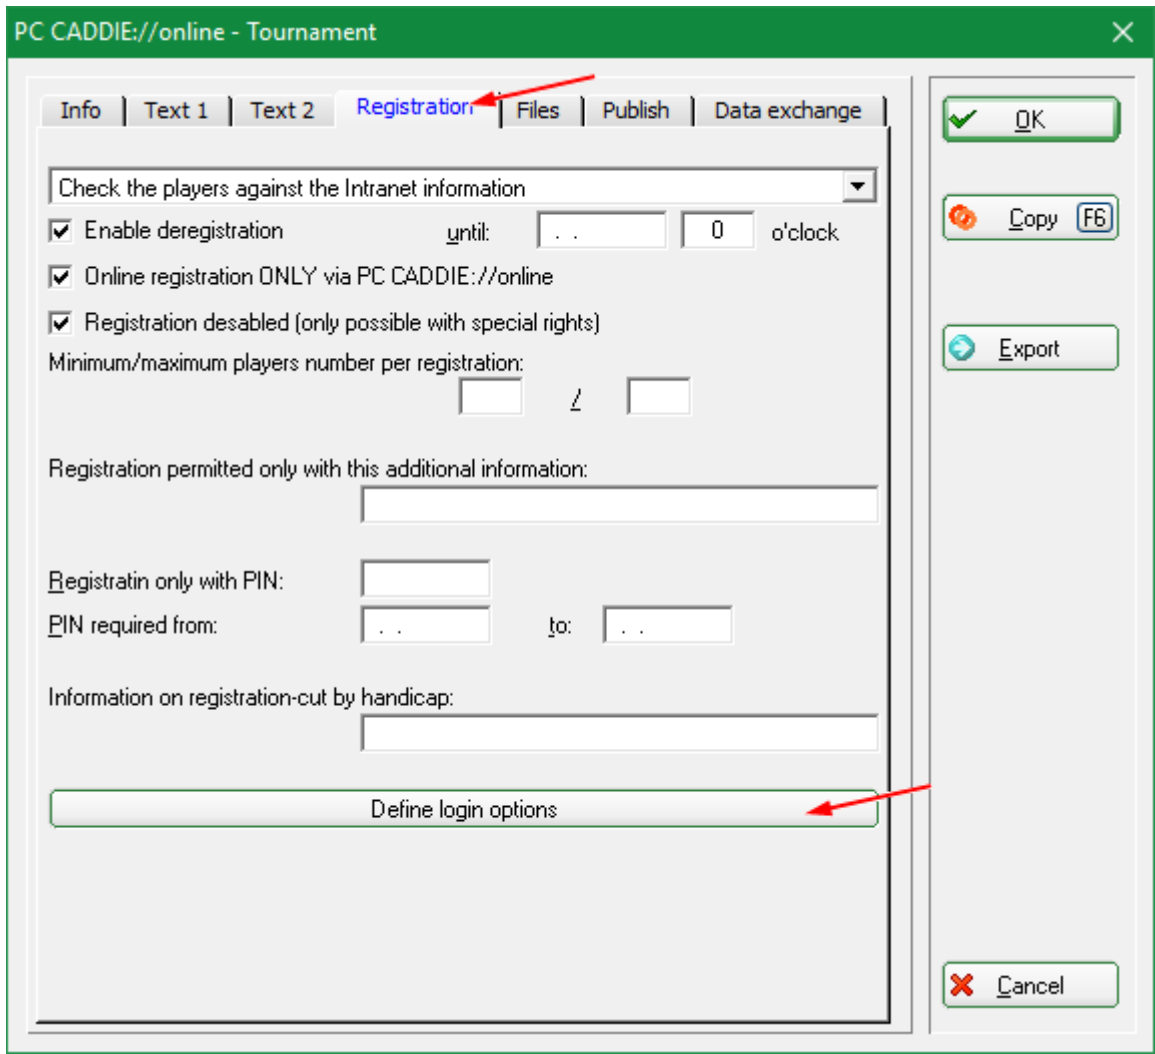 PC CADDIE://online - Tournament
Info Text 1 Text 2 Registration Files Publish Data exchange
OK
Check the players against the Intranet information
Copy F6
Enable deregistration until: . . 0 o'clock
Online registration ONLY via PC CADDIE://online
Registration desabled (only possible with special rights)
Export
Minimum/maximum players number per registration:
/
Registration permitted only with this additional information:
Registratin only with PIN:
PIN required from: . . to: . .
Information on registration-cut by handicap:
Define login options
Cancel